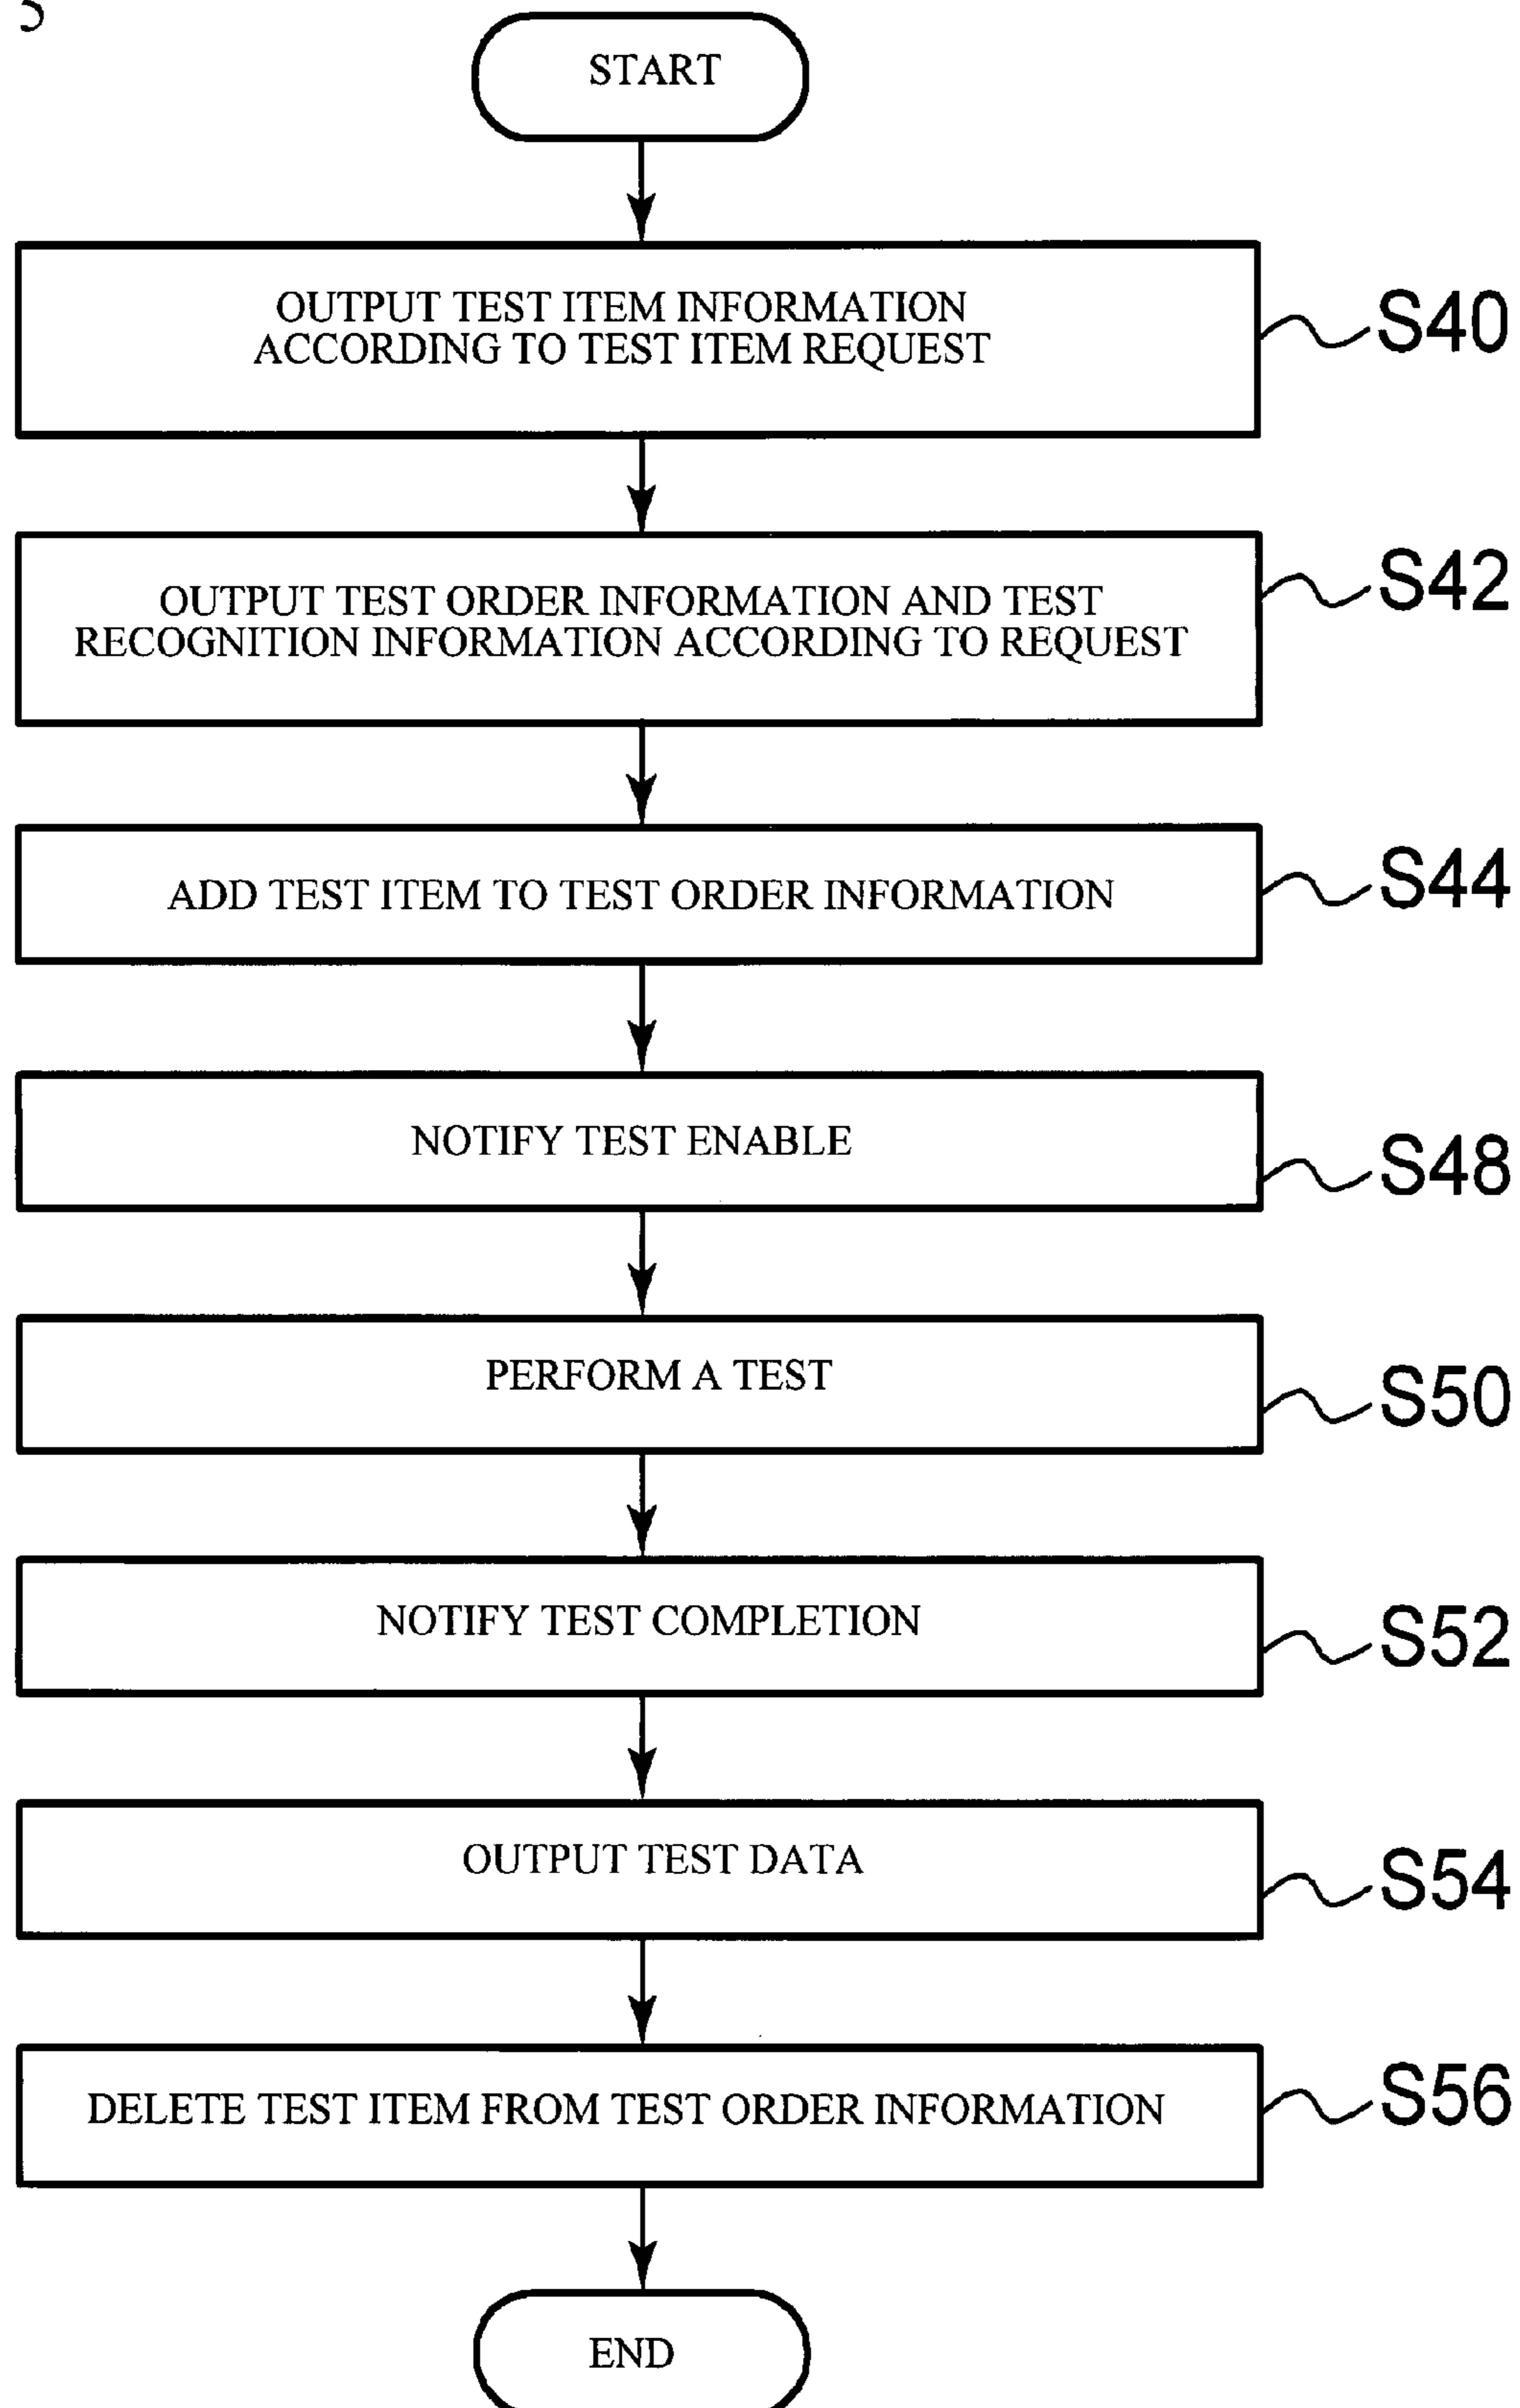 START
OUTPUT TEST ITEM INFORMATION
ACCORDING TO TEST ITEM REQUEST
S40
OUTPUT TEST ORDER INFORMATION AND TEST
RECOGNITION INFORMATION ACCORDING TO REQUEST
S42
ADD TEST ITEM TO TEST ORDER INFORMATION
S44
NOTIFY TEST ENABLE
S48
PERFORM A TEST
S50
NOTIFY TEST COMPLETION
S52
OUTPUT TEST DATA
S54
DELETE TEST ITEM FROM TEST ORDER INFORMATION
S56
END